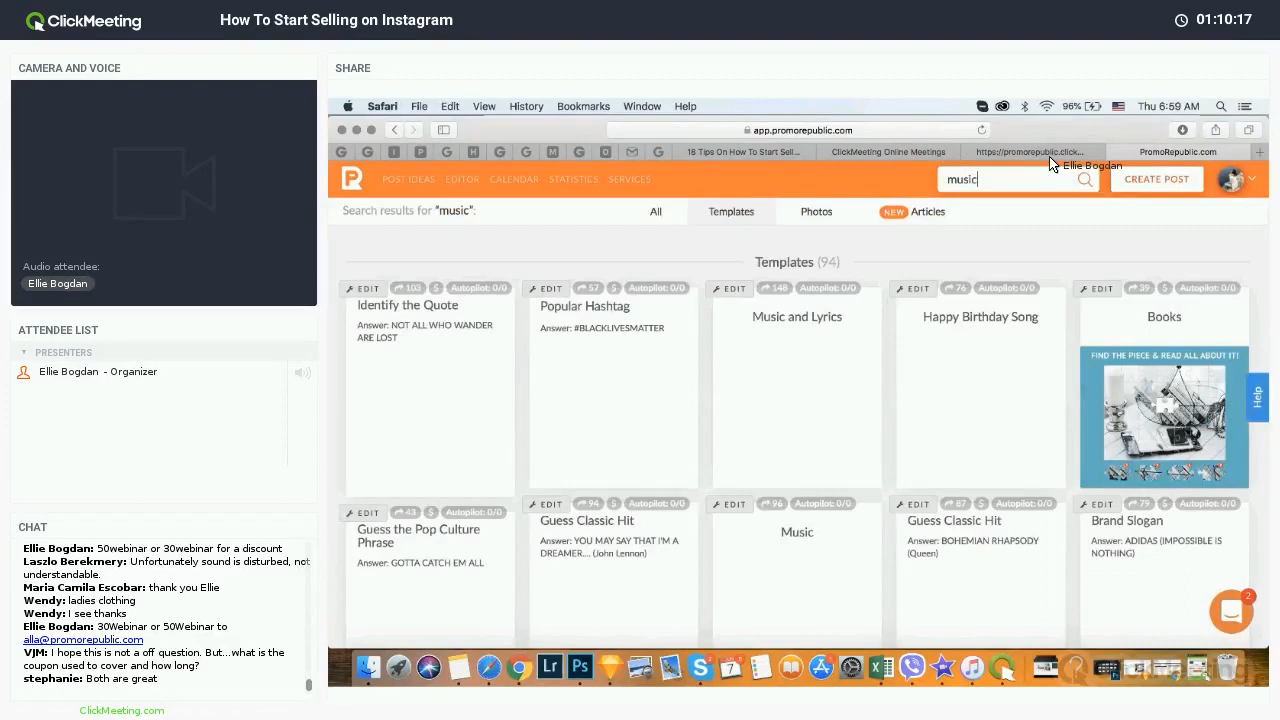 ClickMeeting
How To Start Selling on Instagram
01:10:17
CAMERA AND VOICE
Audio attendee:
Ellie Bogdan
ATTENDEE LIST
PRESENTERS
Ellie Bogdan - Organizer
CHAT
Ellie Bogdan: 50webinar or 30webinar for a discount
Laszlo Berekmery: Unfortunately sound is disturbed, not
understandable.
Maria Camila Escobar: thank you Ellie
Wendy: ladies clothing
Wendy: I see thanks
Ellie Bogdan: 30Webinar or 50Webinar to
alla@promorepublic.com
VJM: I hope this is not a off question. But...what is the
coupon used to cover and how long?
stephanie: Both are great
ClickMeeting.com
SHARE
Safari File Edit View History Bookmarks Window Help
96% Thu 6:59 AM
app.promorepublic.com
18 Tips On How To Start Sell... ClickMeeting Online Meetings https://promorepublic.click... PromoRepublic.com
Ellie Bogdan
POST IDEAS EDITOR CALENDAR STATISTICS SERVICES music CREATE POST
Search results for "music": All Templates Photos NEW Articles
Templates (94)
EDIT 103 $ Autopilot: 0/0 EDIT 57 $ Autopilot: 0/0 EDIT 148 $ Autopilot: 0/0 EDIT 76 $ Autopilot: 0/0 EDIT 39 $ Autopilot: 0/0
Identify the Quote
Answer: NOT ALL WHO WANDER
ARE LOST
Popular Hashtag
Answer: #BLACKLIVESMATTER
Music and Lyrics
Happy Birthday Song
Books
FIND THE PIECE & READ ALL ABOUT IT!
Help
EDIT 43 $ Autopilot: 0/0 EDIT 94 $ Autopilot: 0/0 EDIT 96 $ Autopilot: 0/0 EDIT 87 $ Autopilot: 0/0 EDIT 79 $ Autopilot: 0/0
Guess the Pop Culture
Phrase
Answer: GOTTA CATCH EM ALL
Guess Classic Hit
Answer: YOU MAY SAY THAT I'M A
DREAMER.... (John Lennon)
Music
Guess Classic Hit
Answer: BOHEMIAN RHAPSODY
(Queen)
Brand Slogan
Answer: ADIDAS (IMPOSSIBLE IS
NOTHING)
2
Lr Ps